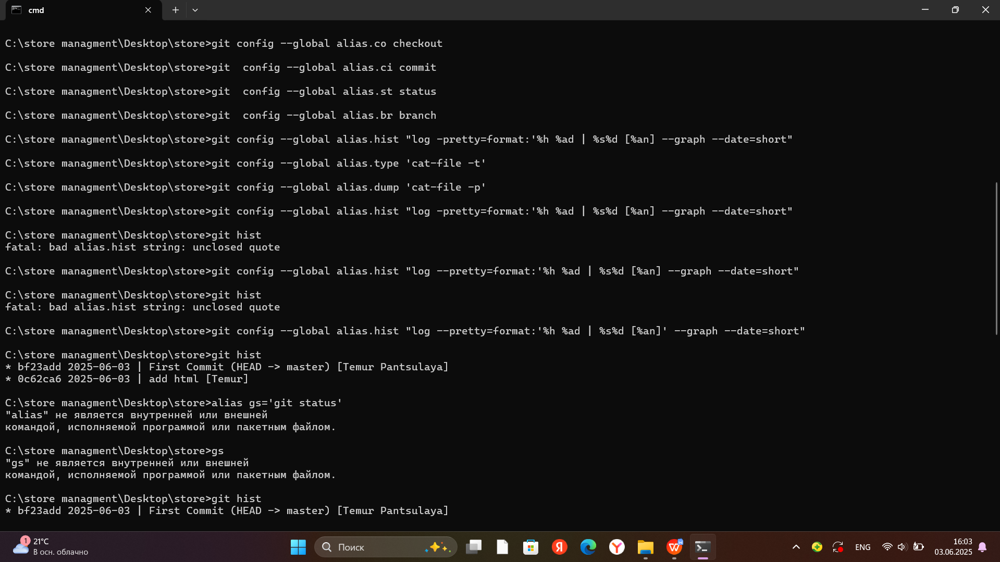 cmd
C:\store managment\Desktop\store>git config --global alias.co checkout
C:\store managment\Desktop\store>git  config --global alias.ci commit
C:\store managment\Desktop\store>git  config --global alias.st status
C:\store managment\Desktop\store>git  config --global alias.br branch
C:\store managment\Desktop\store>git config --global alias.hist "log -pretty=format:'%h %ad | %s%d [%an] --graph --date=short"
C:\store managment\Desktop\store>git config --global alias.type 'cat-file -t'
C:\store managment\Desktop\store>git config --global alias.dump 'cat-file -p'
C:\store managment\Desktop\store>git config --global alias.hist "log -pretty=format:'%h %ad | %s%d [%an] --graph --date=short"
C:\store managment\Desktop\store>git hist
fatal: bad alias.hist string: unclosed quote
C:\store managment\Desktop\store>git config --global alias.hist "log --pretty=format:'%h %ad | %s%d [%an] --graph --date=short"
C:\store managment\Desktop\store>git hist
fatal: bad alias.hist string: unclosed quote
C:\store managment\Desktop\store>git config --global alias.hist "log --pretty=format:'%h %ad | %s%d [%an]' --graph --date=short"
C:\store managment\Desktop\store>git hist
* bf23add 2025-06-03 | First Commit (HEAD -> master) [Temur Pantsulaya]
* 0c62ca6 2025-06-03 | add html [Temur]
C:\store managment\Desktop\store>alias gs='git status'
"alias" не является внутренней или внешней
командой, исполняемой программой или пакетным файлом.
C:\store managment\Desktop\store>gs
"gs" не является внутренней или внешней
командой, исполняемой программой или пакетным файлом.
C:\store managment\Desktop\store>git hist
* bf23add 2025-06-03 | First Commit (HEAD -> master) [Temur Pantsulaya]
1
21°C
В осн. облачно
Поиск
Я
Y
W
W
ENG
16:03
03.06.2025